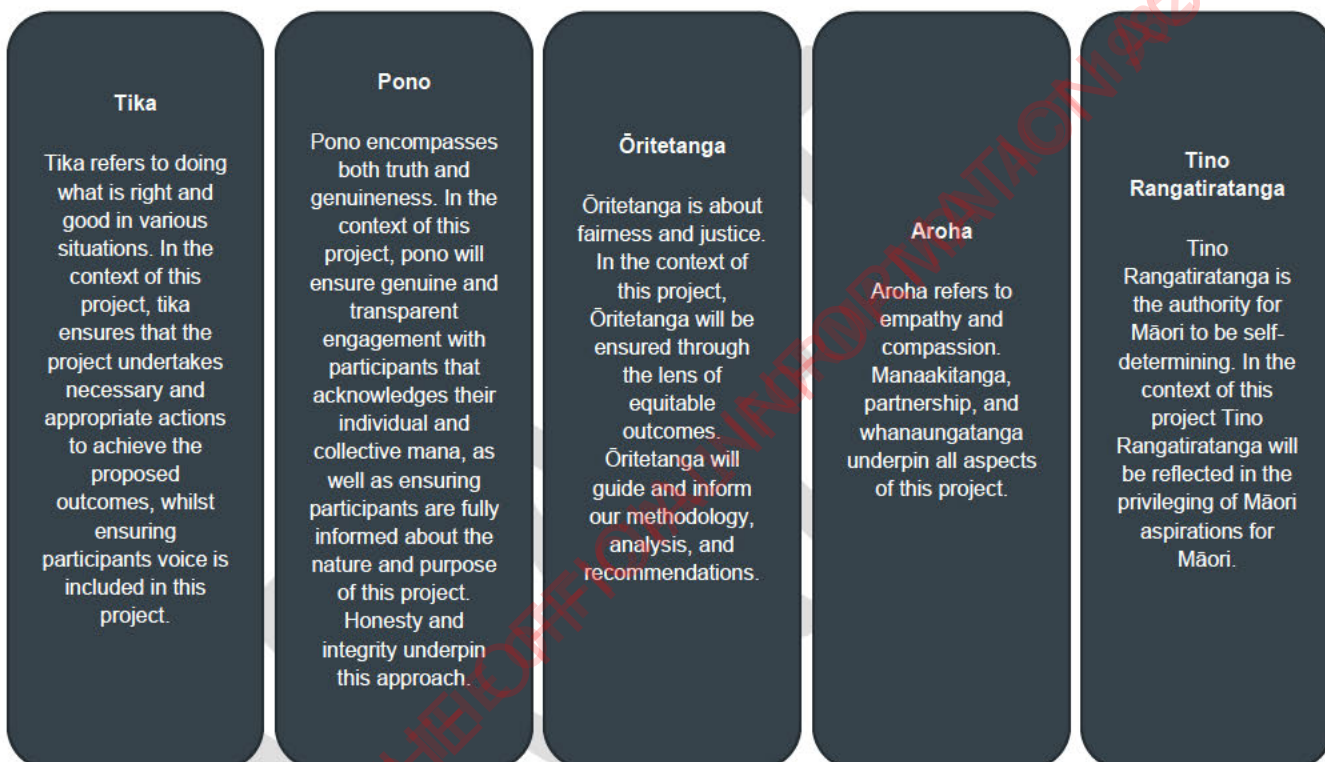 Tika
Tika refers to doing
what is right and
good in various
situations. In the
context of this
project, tika
ensures that the
project undertakes
necessary and
appropriate actions
to achieve the
proposed
outcomes, whilst
ensuring
participants voice is
included in this
project.
Pono
Pono encompasses
both truth and
genuineness. In the
context of this
project, pono will
ensure genuine and
transparent
engagement with
participants that
acknowledges their
individual and
collective mana, as
well as ensuring
participants are fully
informed about the
nature and purpose
of this project.
Honesty and
integrity underpin
this approach.
Ōritetanga
Ōritetanga is about
fairness and justice.
In the context of
this project,
Ōritetanga will be
ensured through
the lens of
equitable
outcomes.
Ōritetanga will
guide and inform
our methodology,
analysis, and
recommendations.
Aroha
Aroha refers to
empathy and
compassion.
Manaakitanga,
partnership, and
whanaungatanga
underpin all aspects
of this project.
Tino
Rangatiratanga
Tino
Rangatiratanga is
the authority for
Māori to be self-
determining. In the
context of this
project Tino
Rangatiratanga will
be reflected in the
privileging of Māori
aspirations for
Māori.